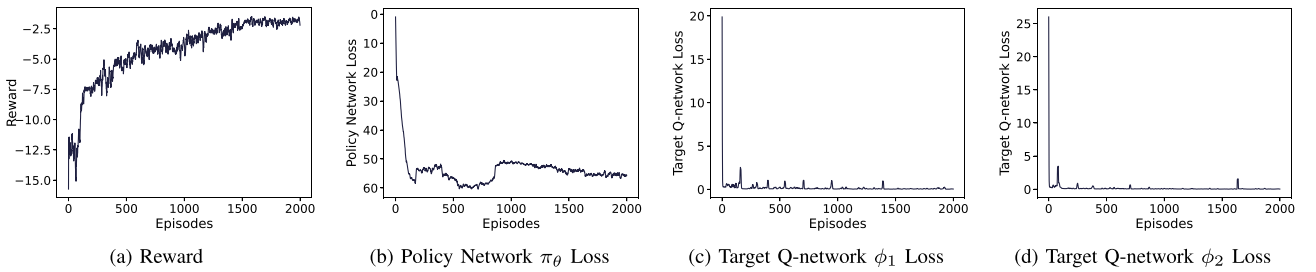 −2.5
−5.0
−7.5
−10.0
−12.5
−15.0
Reward
0 500 1000 1500 2000
Episodes
(a) Reward
0
10
20
30
40
50
60
Policy Network Loss
0 500 1000 1500 2000
Episodes
(b) Policy Network πθ Loss
20
15
10
5
0
Target Q-network Loss
0 500 1000 1500 2000
Episodes
(c) Target Q-network ϕ1 Loss
25
20
15
10
5
0
Target Q-network Loss
0 500 1000 1500 2000
Episodes
(d) Target Q-network ϕ2 Loss